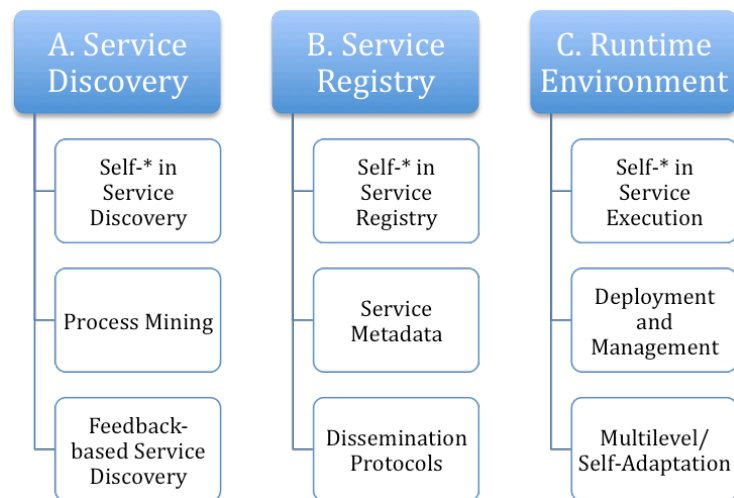 A. Service
Discovery
Self-* in
Service
Discovery
Process Mining
Feedback-
based Service
Discovery
B. Service
Registry
Self-* in
Service
Registry
Service
Metadata
Dissemination
Protocols
C. Runtime
Environment
Self-* in
Service
Execution
Deployment
and
Management
Multilevel/
Self-Adaptation